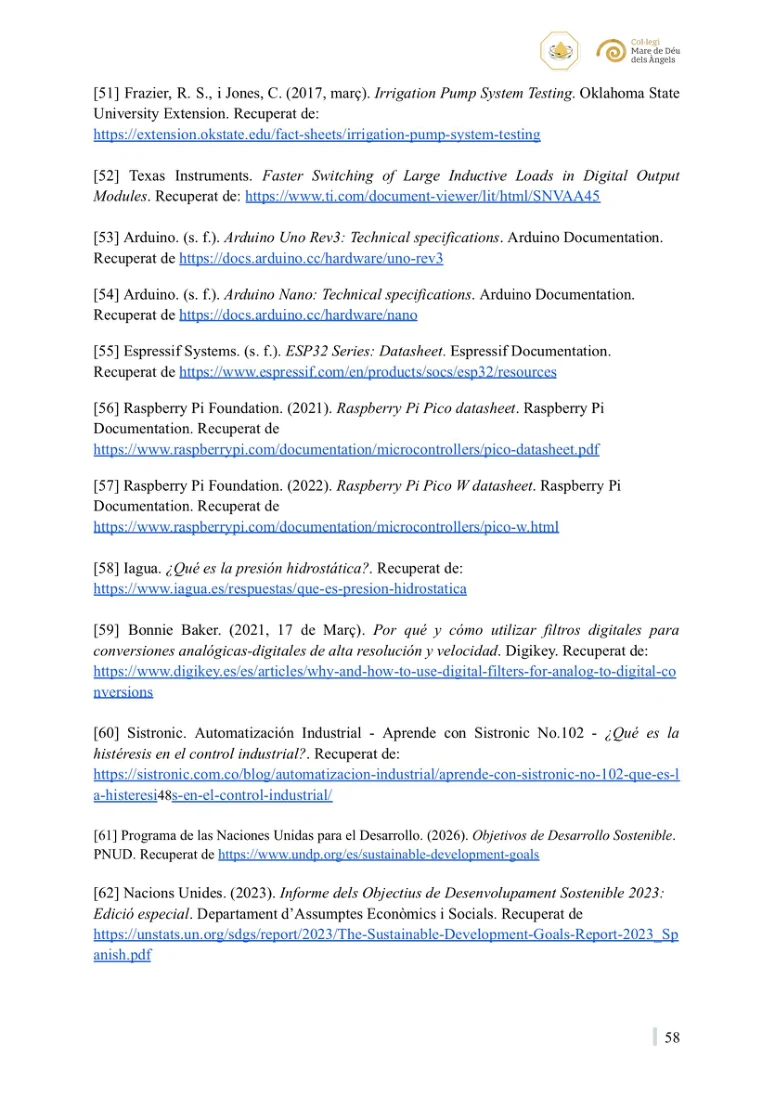 Col·legi
Mare de Déu
dels Àngels
[51] Frazier, R. S., i Jones, C. (2017, març). Irrigation Pump System Testing. Oklahoma State
University Extension. Recuperat de:
https://extension.okstate.edu/fact-sheets/irrigation-pump-system-testing
[52] Texas Instruments. Faster Switching of Large Inductive Loads in Digital Output
Modules. Recuperat de: https://www.ti.com/document-viewer/lit/html/SNVAA45
[53] Arduino. (s. f.). Arduino Uno Rev3: Technical specifications. Arduino Documentation.
Recuperat de https://docs.arduino.cc/hardware/uno-rev3
[54] Arduino. (s. f.). Arduino Nano: Technical specifications. Arduino Documentation.
Recuperat de https://docs.arduino.cc/hardware/nano
[55] Espressif Systems. (s. f.). ESP32 Series: Datasheet. Espressif Documentation.
Recuperat de https://www.espressif.com/en/products/socs/esp32/resources
[56] Raspberry Pi Foundation. (2021). Raspberry Pi Pico datasheet. Raspberry Pi
Documentation. Recuperat de
https://www.raspberrypi.com/documentation/microcontrollers/pico-datasheet.pdf
[57] Raspberry Pi Foundation. (2022). Raspberry Pi Pico W datasheet. Raspberry Pi
Documentation. Recuperat de
https://www.raspberrypi.com/documentation/microcontrollers/pico-w.html
[58] Iagua. ¿Qué es la presión hidrostática?. Recuperat de:
https://www.iagua.es/respuestas/que-es-presion-hidrostatica
[59] Bonnie Baker. (2021, 17 de Març). Por qué y cómo utilizar filtros digitales para
conversiones analógicas-digitales de alta resolución y velocidad. Digikey. Recuperat de:
https://www.digikey.es/es/articles/why-and-how-to-use-digital-filters-for-analog-to-digital-co
nversions
[60] Sistronic. Automatización Industrial - Aprende con Sistronic No.102 - ¿Qué es la
histéresis en el control industrial?. Recuperat de:
https://sistronic.com.co/blog/automatizacion-industrial/aprende-con-sistronic-no-102-que-es-l
a-histeresi48s-en-el-control-industrial/
[61] Programa de las Naciones Unidas para el Desarrollo. (2026). Objetivos de Desarrollo Sostenible.
PNUD. Recuperat de https://www.undp.org/es/sustainable-development-goals
[62] Nacions Unides. (2023). Informe dels Objectius de Desenvolupament Sostenible 2023:
Edició especial. Departament d’Assumptes Econòmics i Socials. Recuperat de
https://unstats.un.org/sdgs/report/2023/The-Sustainable-Development-Goals-Report-2023_Sp
anish.pdf
58